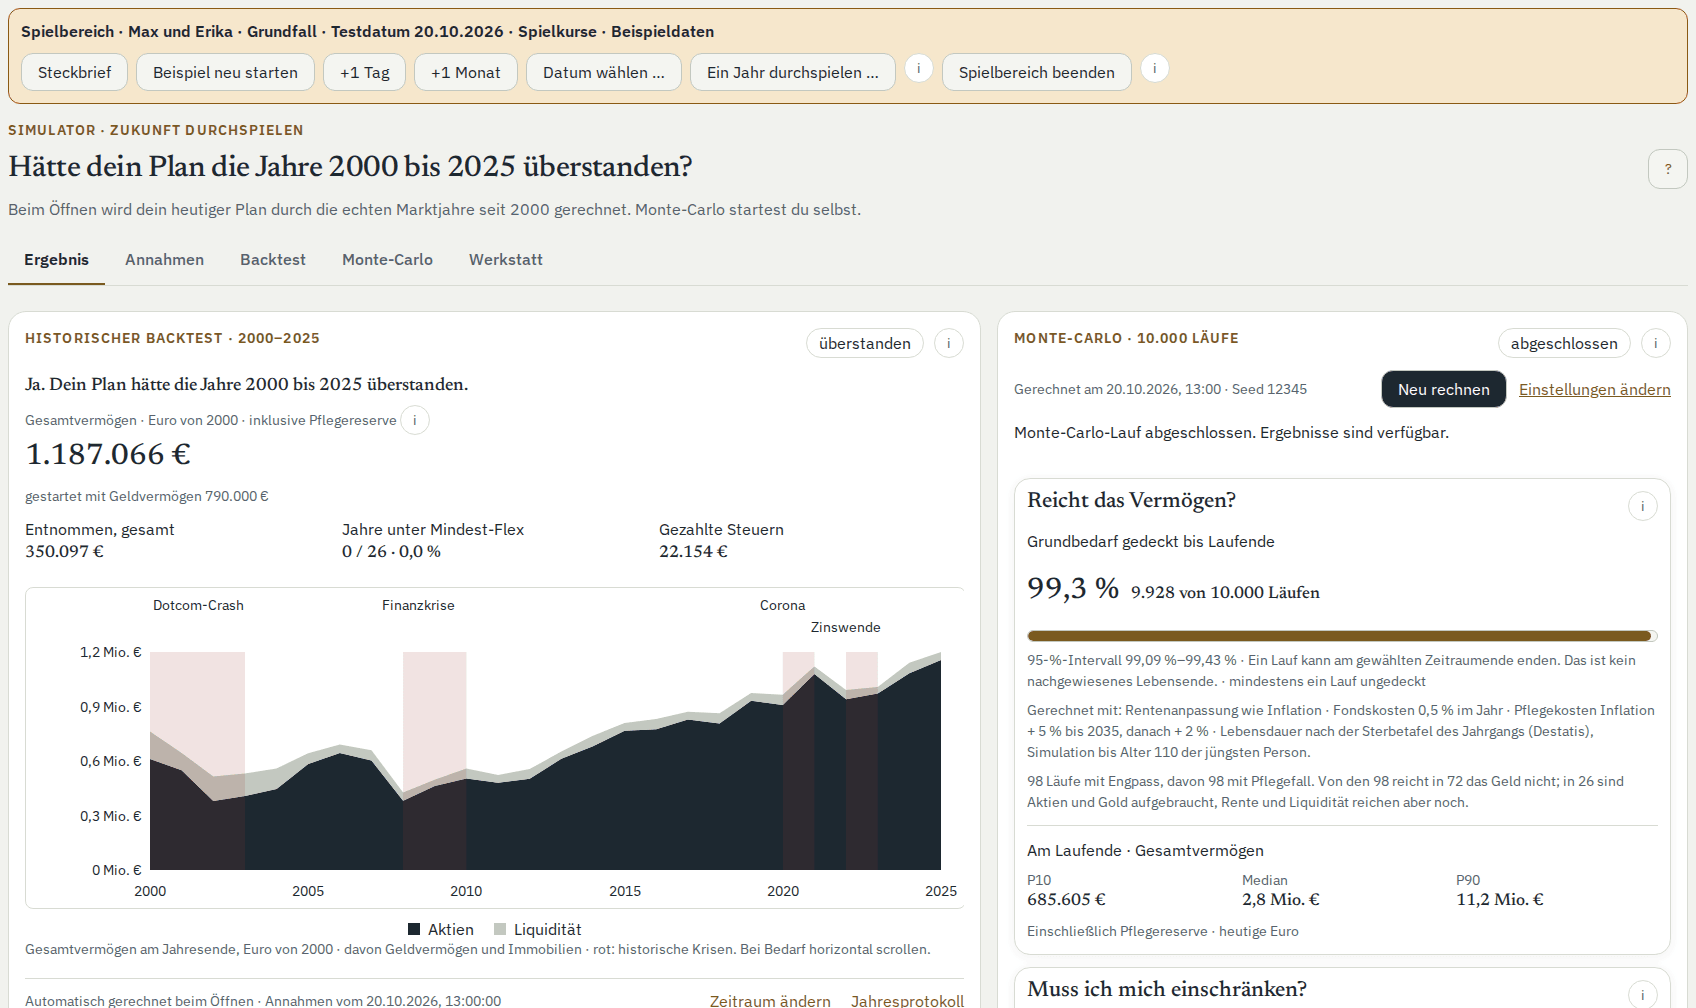 Spielbereich · Max und Erika · Grundfall · Testdatum 20.10.2026 · Spielkurse · Beispieldaten
Steckbrief
Beispiel neu starten
+1 Tag
+1 Monat
Datum wählen ...
Ein Jahr durchspielen ...
i
Spielbereich beenden
i
SIMULATOR · ZUKUNFT DURCHSPIELEN
Hätte dein Plan die Jahre 2000 bis 2025 überstanden?
?
Beim Öffnen wird dein heutiger Plan durch die echten Marktjahre seit 2000 gerechnet. Monte-Carlo startest du selbst.
Ergebnis
Annahmen
Backtest
Monte-Carlo
Werkstatt
HISTORISCHER BACKTEST · 2000–2025
überstanden
i
Ja. Dein Plan hätte die Jahre 2000 bis 2025 überstanden.
Gesamtvermögen · Euro von 2000 · inklusive Pflegereserve
i
1.187.066 €
gestartet mit Geldvermögen 790.000 €
Entnommen, gesamt
350.097 €
Jahre unter Mindest-Flex
0 / 26 · 0,0 %
Gezahlte Steuern
22.154 €
Dotcom-Crash
Finanzkrise
Corona
Zinswende
1,2 Mio. €
0,9 Mio. €
0,6 Mio. €
0,3 Mio. €
0 Mio. €
2000
2005
2010
2015
2020
2025
Aktien
Liquidität
Gesamtvermögen am Jahresende, Euro von 2000 · davon Geldvermögen und Immobilien · rot: historische Krisen. Bei Bedarf horizontal scrollen.
Automatisch gerechnet beim Öffnen · Annahmen vom 20.10.2026, 13:00:00
Zeitraum ändern
Jahresprotokoll
MONTE-CARLO · 10.000 LÄUFE
abgeschlossen
i
Gerechnet am 20.10.2026, 13:00 · Seed 12345
Neu rechnen
Einstellungen ändern
Monte-Carlo-Lauf abgeschlossen. Ergebnisse sind verfügbar.
Reicht das Vermögen?
i
Grundbedarf gedeckt bis Laufende
99,3 % 9.928 von 10.000 Läufen
95-%-Intervall 99,09 %–99,43 % · Ein Lauf kann am gewählten Zeitraumende enden. Das ist kein
nachgewiesenes Lebensende. · mindestens ein Lauf ungedeckt
Gerechnet mit: Rentenanpassung wie Inflation · Fondskosten 0,5 % im Jahr · Pflegekosten Inflation
+ 5 % bis 2035, danach + 2 % · Lebensdauer nach der Sterbetafel des Jahrgangs (Destatis),
Simulation bis Alter 110 der jüngsten Person.
98 Läufe mit Engpass, davon 98 mit Pflegefall. Von den 98 reicht in 72 das Geld nicht; in 26 sind
Aktien und Gold aufgebraucht, Rente und Liquidität reichen aber noch.
Am Laufende · Gesamtvermögen
P10
685.605 €
Median
2,8 Mio. €
P90
11,2 Mio. €
Einschließlich Pflegereserve · heutige Euro
Muss ich mich einschränken?
i